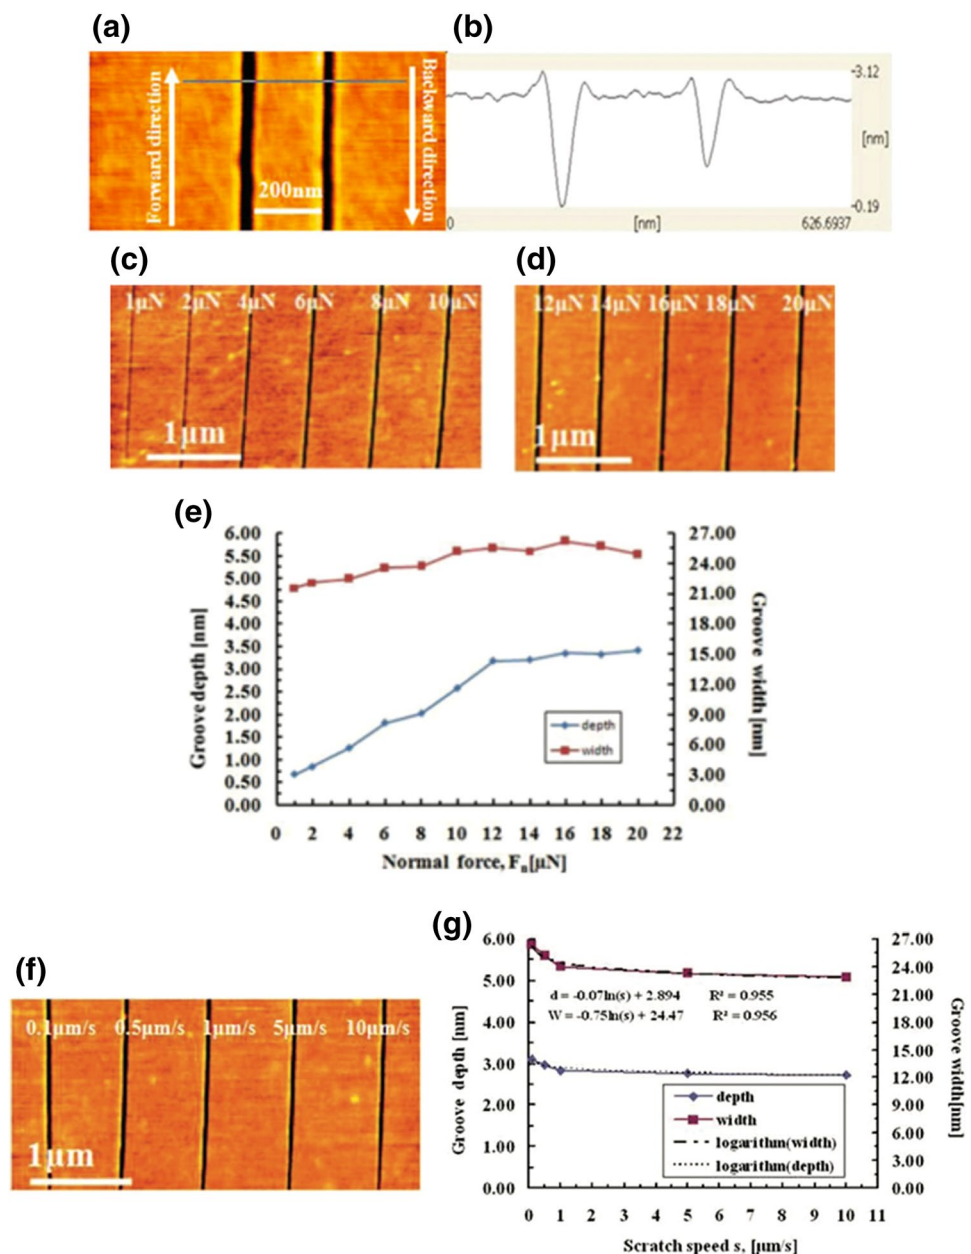 (a)
(b)
Forward direction
Backward direction
200nm
3.12
[nm]
-0.19
0
[nm]
626.6937
(c)
(d)
1μN 2μN 4μN 6μN 8μN 10μN
12μN 14μN 16μN 18μN 20μN
1μm
1μm
(e)
6.00
5.50
5.00
4.50
4.00
3.50
3.00
2.50
2.00
1.50
1.00
0.50
0.00
Groove depth [nm]
27.00
24.00
21.00
18.00
15.00
12.00
9.00
6.00
3.00
0.00
Groove width [nm]
depth
width
0 2 4 6 8 10 12 14 16 18 20 22
Normal force, Fn[μN]
(f)
0.1μm/s 0.5μm/s 1μm/s 5μm/s 10μm/s
1μm
(g)
6.00
5.00
4.00
3.00
2.00
1.00
0.00
Groove depth [nm]
27.00
24.00
21.00
18.00
15.00
12.00
9.00
6.00
3.00
0.00
Groove width[nm]
d = -0.07ln(s) + 2.894 R² = 0.955
W = -0.75ln(s) + 24.47 R² = 0.956
depth
width
logarithm(width)
logarithm(depth)
0 1 2 3 4 5 6 7 8 9 10 11
Scratch speed s, [μm/s]